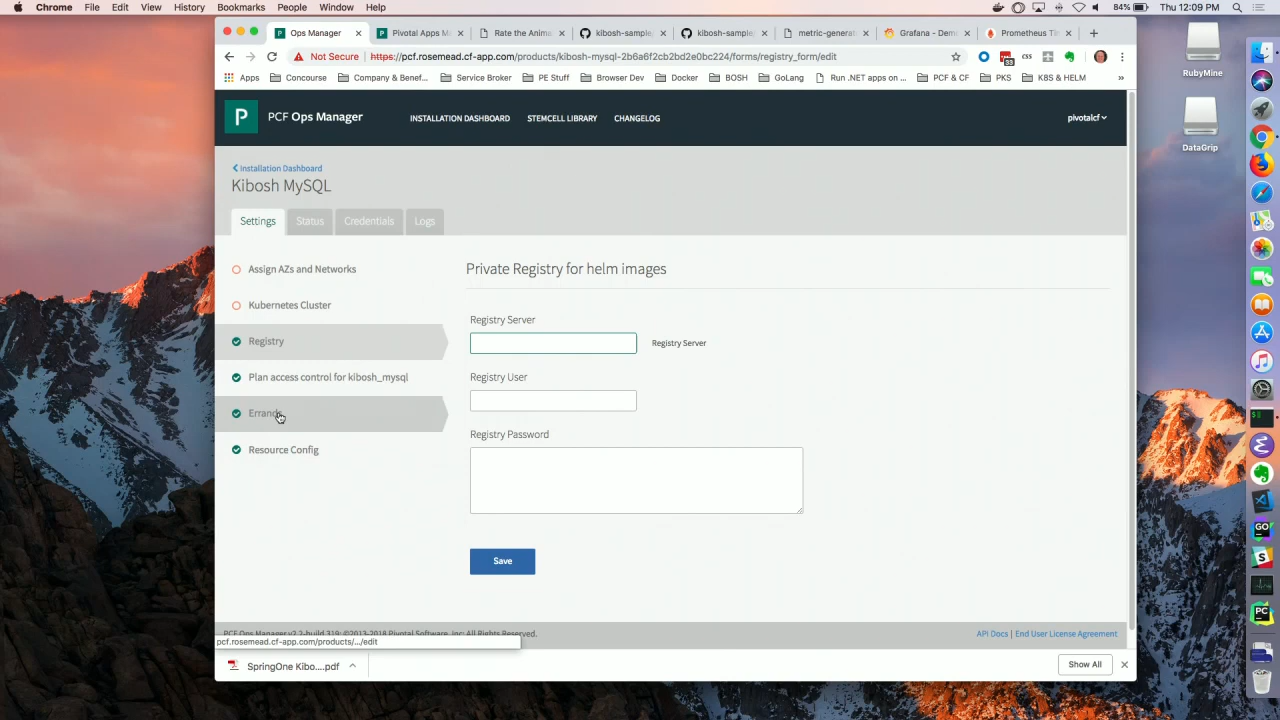 Chrome File Edit View History Bookmarks People Window Help 84% Thu 12:09 PM
Ops Manager Pivotal Apps M Rate the Anima kibosh-sample kibosh-sample metric-generat Grafana - Dem Prometheus Tim
Not Secure https://pcf.rosemead.cf-app.com/products/kibosh-mysql-2b6a6f2cb2bd2e0bc224/forms/registry_form/edit 33 CSS
Apps Concourse Company & Benef... Service Broker PE Stuff Browser Dev Docker BOSH GoLang Run .NET apps on ... PCF & CF PKS K8S & HELM »
RubyMine
DataGrip
P PCF Ops Manager INSTALLATION DASHBOARD STEMCELL LIBRARY CHANGELOG pivotalcf
Installation Dashboard
Kibosh MySQL
Settings Status Credentials Logs
Assign AZs and Networks
Kubernetes Cluster
Registry
Plan access control for kibosh_mysql
Errands
Resource Config
Private Registry for helm images
Registry Server
Registry Server
Registry User
Registry Password
Save
PCF Ops Manager v2.2-build.319; ©2013-2018 Pivotal Software, Inc; All Rights Reserved. API Docs | End User License Agreement
pcf.rosemead.cf-app.com/products/.../edit
SpringOne Kibo....pdf Show All